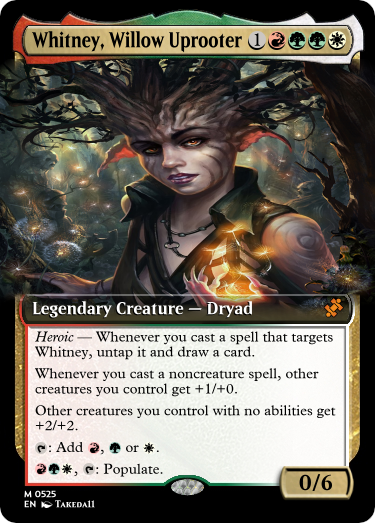 Whitney, Willow Uprooter 1
Legendary Creature — Dryad
Heroic — Whenever you cast a spell that targets
Whitney, untap it and draw a card.
Whenever you cast a noncreature spell, other
creatures you control get +1/+0.
Other creatures you control with no abilities get
+2/+2.
: Add , or .
, : Populate.
0/6
M 0525
EN Takeda11